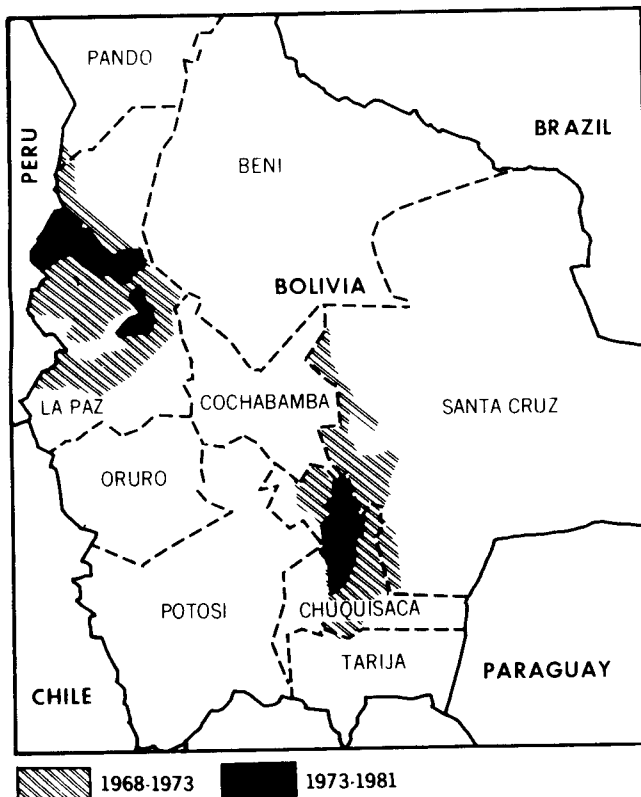 PANDO
PERU
BRAZIL
BENI
BOLIVIA
LA PAZ
COCHABAMBA
SANTA CRUZ
ORURO
POTOSI
CHUQUISACA
TARIJA
CHILE
PARAGUAY
1968-1973 1973-1981